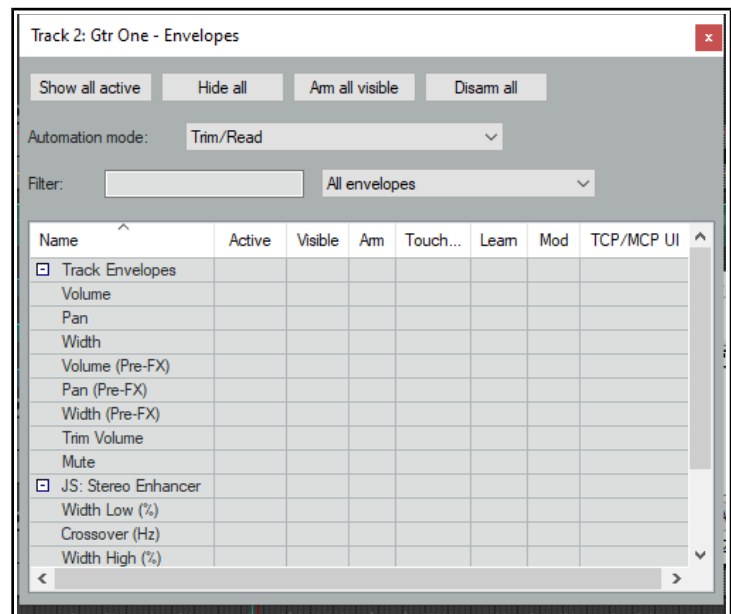 Track 2: Gtr One - Envelopes
x
Show all active Hide all Arm all visible Disarm all
Automation mode: Trim/Read
Filter: All envelopes
Name Active Visible Arm Touch... Learn Mod TCP/MCP UI
Track Envelopes
Volume
Pan
Width
Volume (Pre-FX)
Pan (Pre-FX)
Width (Pre-FX)
Trim Volume
Mute
JS: Stereo Enhancer
Width Low (%)
Crossover (Hz)
Width High (%)